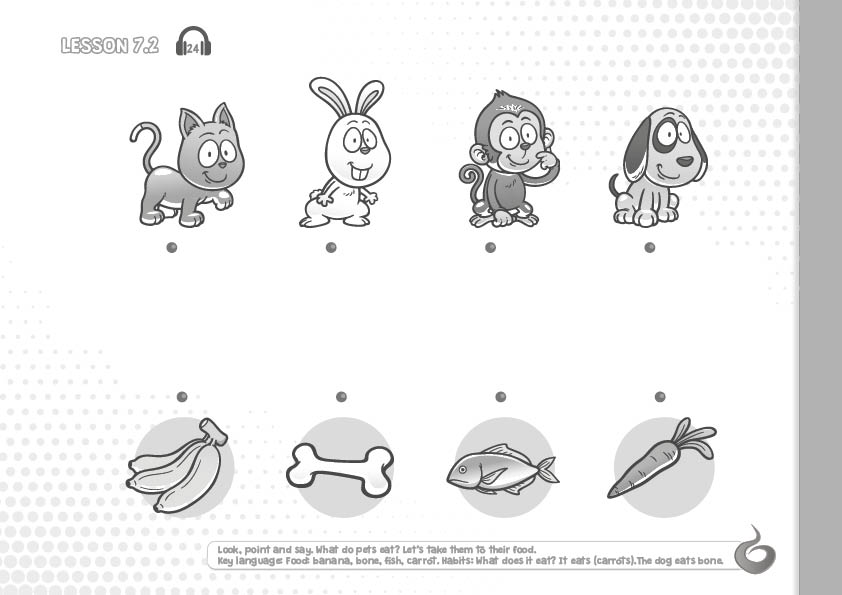 LESSON 7.2
24
Look, point and say. What do pets eat? Let's take them to their food.
Key language: Food: banana, bone, fish, carrot. Habits: What does it eat? It eats (carrots).The dog eats bone.